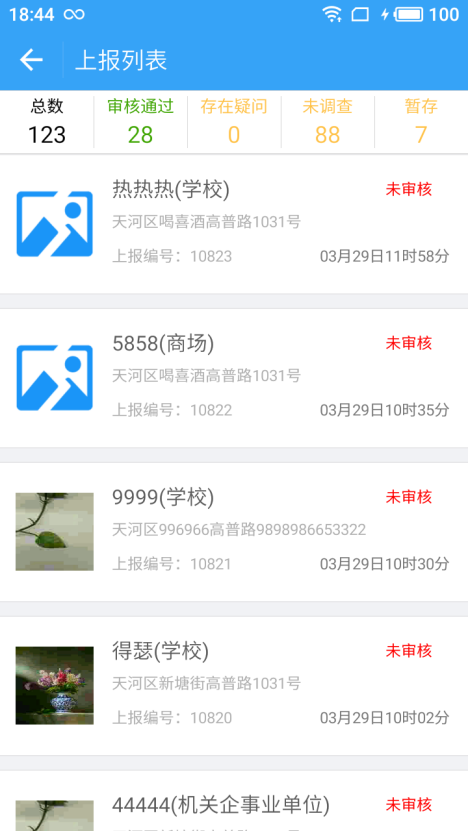 18:44 100
上报列表
总数 审核通过 存在疑问 未调查 暂存
123 28 0 88 7
热热热(学校) 未审核
天河区喝喜酒高普路1031号
上报编号：10823 03月29日11时58分
5858(商场) 未审核
天河区喝喜酒高普路1031号
上报编号：10822 03月29日10时35分
9999(学校) 未审核
天河区996966高普路9898986653322
上报编号：10821 03月29日10时30分
得瑟(学校) 未审核
天河区新塘街高普路1031号
上报编号：10820 03月29日10时02分
44444(机关企事业单位) 未审核